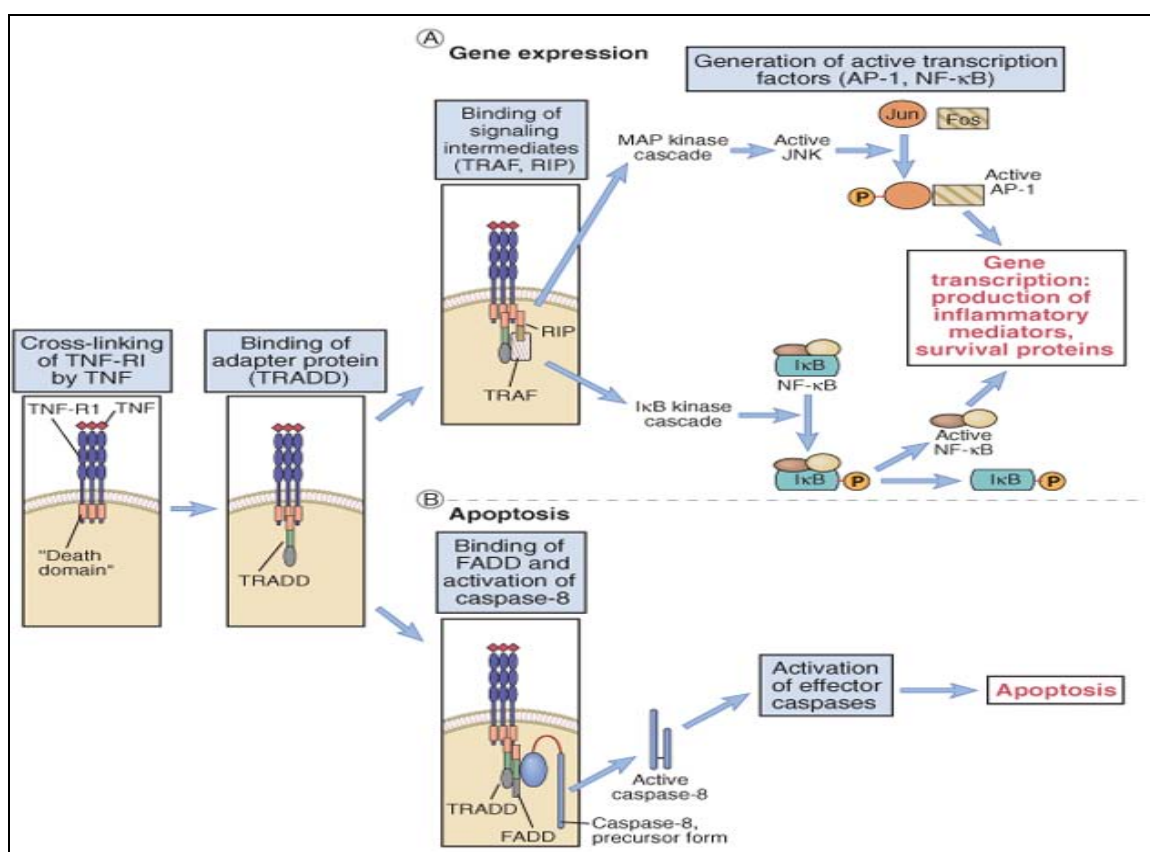 A
Gene expression
Generation of active transcription
factors (AP-1, NF-κB)
Binding of
signaling
intermediates
(TRAF, RIP)
MAP kinase
cascade
Active
JNK
Jun
Fos
P
Active
AP-1
Gene
transcription:
production of
inflammatory
mediators,
survival proteins
RIP
TRAF
IκB kinase
cascade
IκB
NF-κB
IκB
P
Active
NF-κB
IκB
P
Cross-linking
of TNF-RI
by TNF
TNF-R1
TNF
"Death
domain"
Binding of
adapter protein
(TRADD)
TRADD
B
Apoptosis
Binding of
FADD and
activation of
caspase-8
TRADD
FADD
Caspase-8,
precursor form
Active
caspase-8
Activation
of effector
caspases
Apoptosis